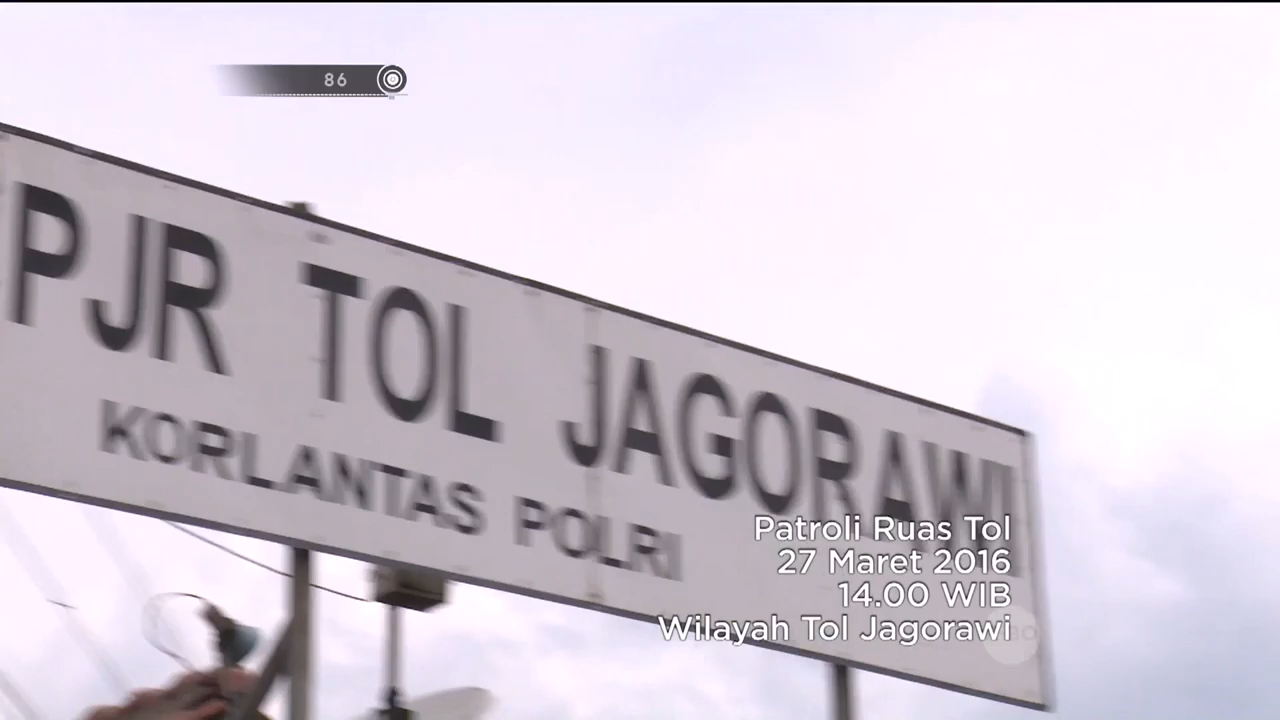 86
PJR TOL JAGORAWI
KORLANTAS POLRI
Patroli Ruas Tol
27 Maret 2016
14.00 WIB
Wilayah Tol Jagorawi